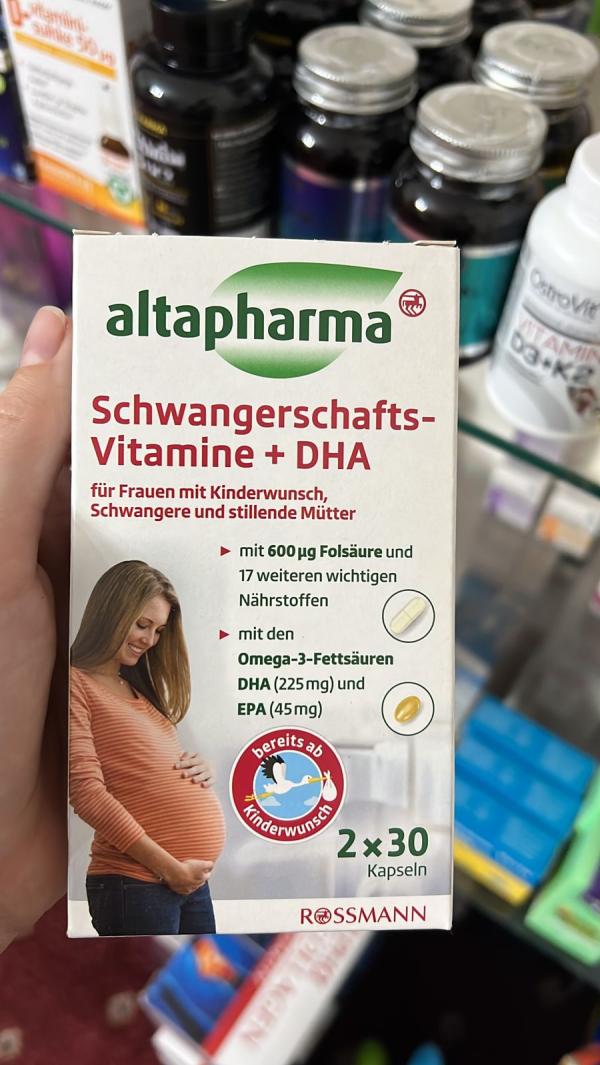 altapharma
Schwangerschafts-
Vitamine + DHA
für Frauen mit Kinderwunsch,
Schwangere und stillende Mütter
mit 600 µg Folsäure und
17 weiteren wichtigen
Nährstoffen
mit den
Omega-3-Fettsäuren
DHA (225 mg) und
EPA (45 mg)
bereits ab
Kinderwunsch
2 x 30
Kapseln
ROSSMANN
OstroVit
VITAMIN
D3+K2